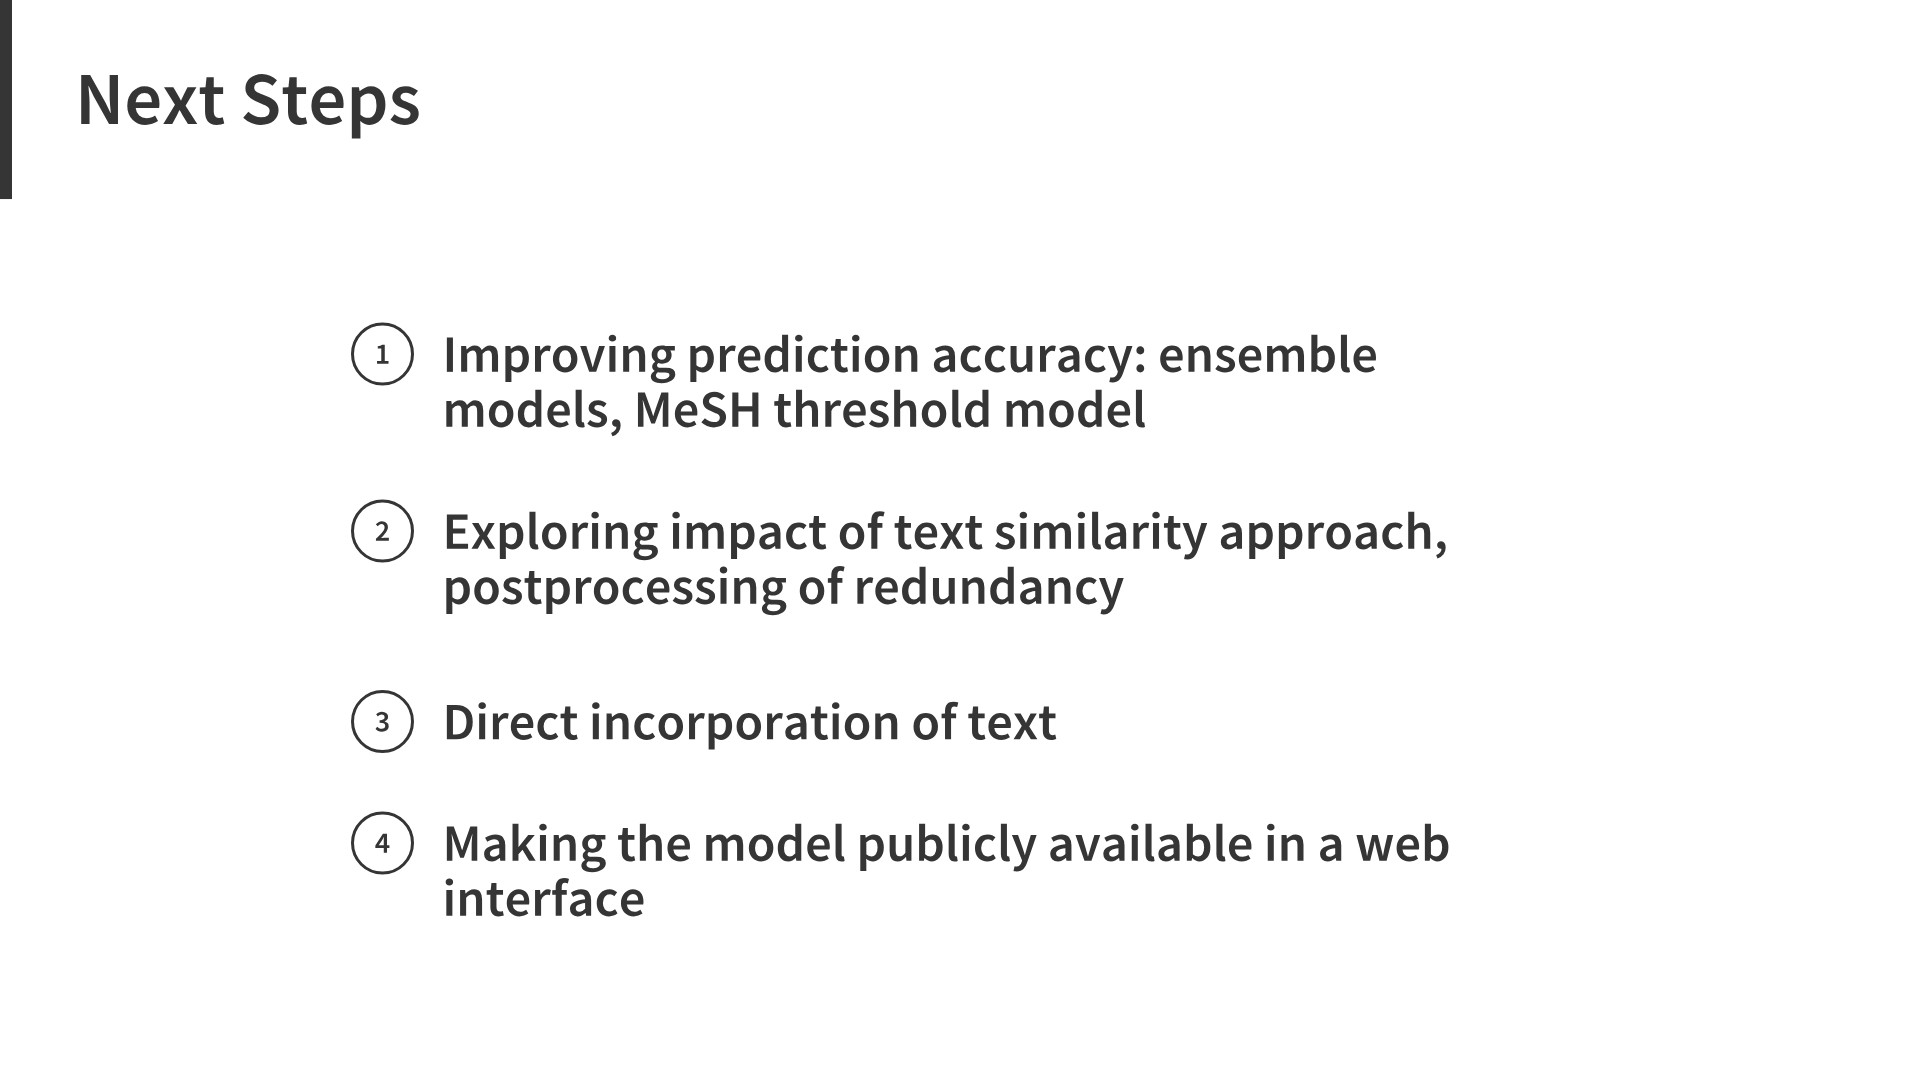 Next Steps
1
Improving prediction accuracy: ensemble
models, MeSH threshold model
2
Exploring impact of text similarity approach,
postprocessing of redundancy
3
Direct incorporation of text
4
Making the model publicly available in a web
interface